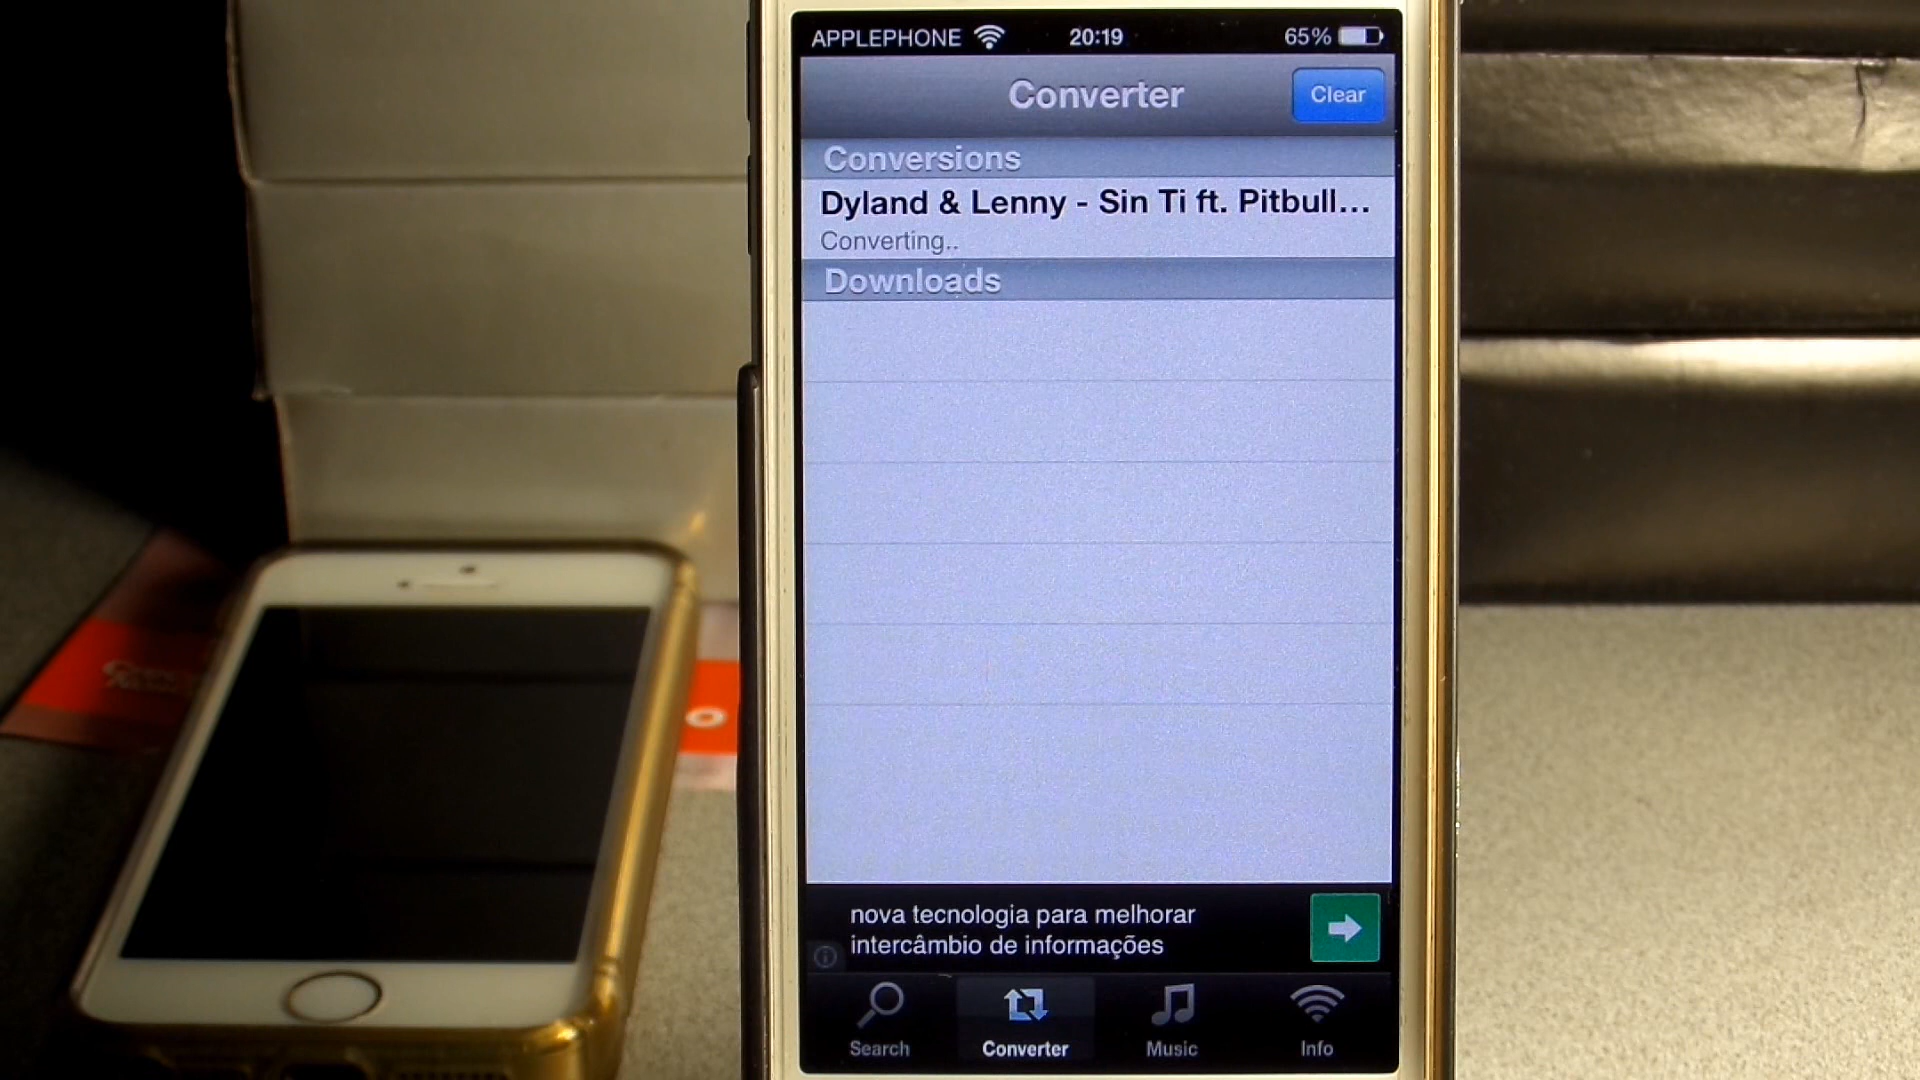 APPLEPHONE 20:19 65%
Converter Clear
Conversions
Dyland & Lenny - Sin Ti ft. Pitbull...
Converting..
Downloads
nova tecnologia para melhorar
intercâmbio de informações
Search Converter Music Info